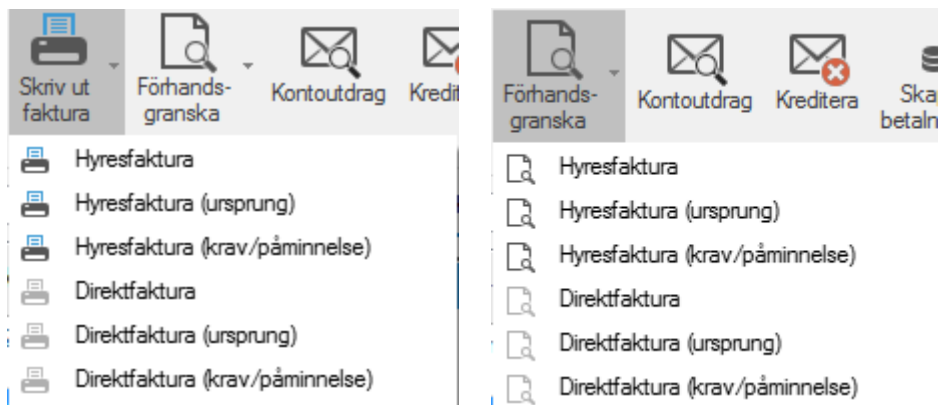 Skriv ut
faktura
Förhands-
granska
Kontoutdrag
Hyresfaktura
Hyresfaktura (ursprung)
Hyresfaktura (krav/påminnelse)
Direktfaktura
Direktfaktura (ursprung)
Direktfaktura (krav/påminnelse)
Förhands-
granska
Kontoutdrag
Kreditera
Hyresfaktura
Hyresfaktura (ursprung)
Hyresfaktura (krav/påminnelse)
Direktfaktura
Direktfaktura (ursprung)
Direktfaktura (krav/påminnelse)